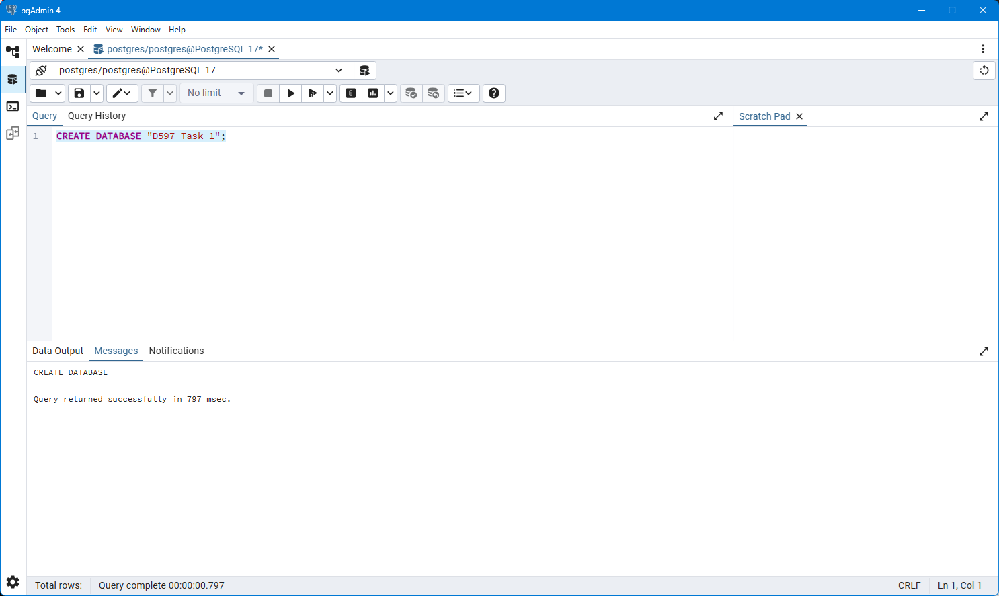 pgAdmin 4
File Object Tools Edit View Window Help
Welcome postgres/postgres@PostgreSQL 17*
postgres/postgres@PostgreSQL 17
No limit E
Query Query History Scratch Pad
1 CREATE DATABASE "D597 Task 1";
Data Output Messages Notifications
CREATE DATABASE
Query returned successfully in 797 msec.
Total rows: Query complete 00:00:00.797 CRLF Ln 1, Col 1